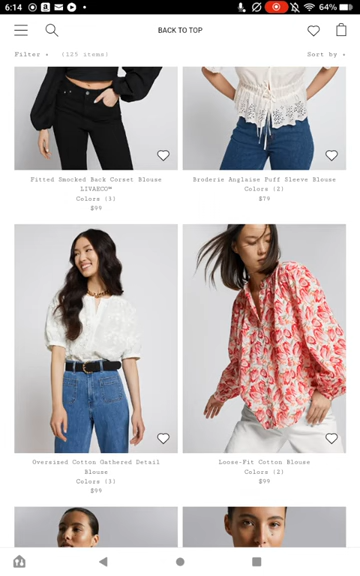 6:14
64%
BACK TO TOP
Filter
(125 items)
Sort by
Fitted Smocked Back Corset Blouse
LIVAECO™
Colors (3)
$99
Broderie Anglaise Puff Sleeve Blouse
Colors (2)
$79
Oversized Cotton Gathered Detail
Blouse
Colors (3)
$99
Loose-Fit Cotton Blouse
Colors (2)
$99